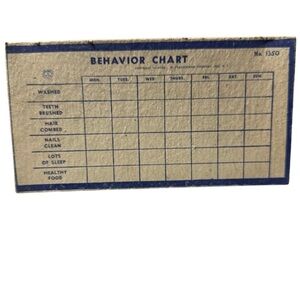 BEHAVIOR CHART
No. 1350
MON. TUES. WED. THURS. FRI. SAT. SUN.
WASHED
TEETH
BRUSHED
HAIR
COMBED
NAILS
CLEAN
LOTS
OF SLEEP
HEALTHY
FOOD